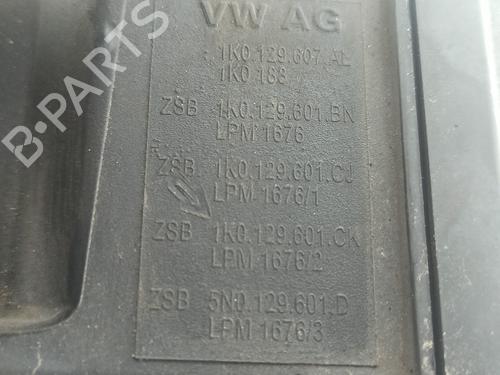 VW AG
1K0.129.607.AL
1K0.183
ZSB 1K0.129.601.BN
LPM 1676
R
ZSB 1K0.129.601.CJ
LPM 1676/1
ZSB 1K0.129.601.CK
LPM 1676/2
ZSB 5N0.129.601.D
LPM 1676/3
B-PARTS